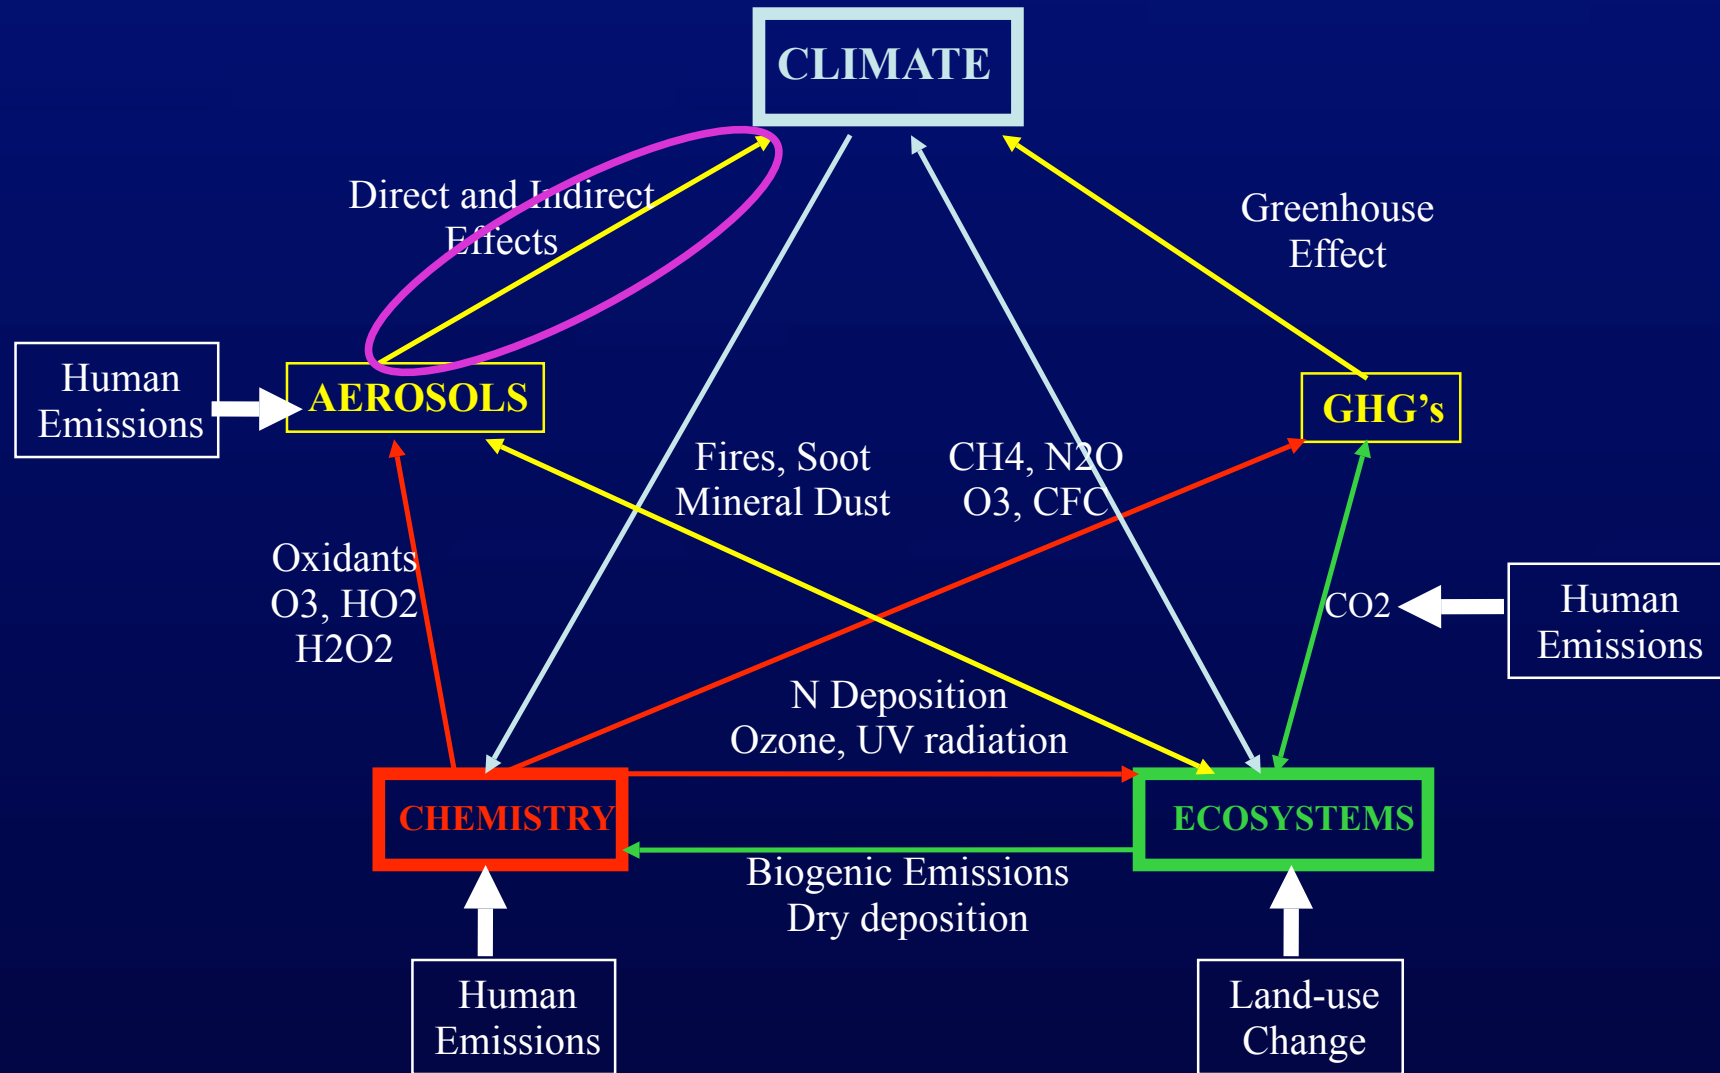 CLIMATE
Direct and Indirect
Effects
Greenhouse
Effect
Human
Emissions
AEROSOLS
GHG's
Fires, Soot
Mineral Dust
CH4, N2O
O3, CFC
Oxidants
O3, HO2
H2O2
CO2
Human
Emissions
N Deposition
Ozone, UV radiation
CHEMISTRY
ECOSYSTEMS
Biogenic Emissions
Dry deposition
Human
Emissions
Land-use
Change